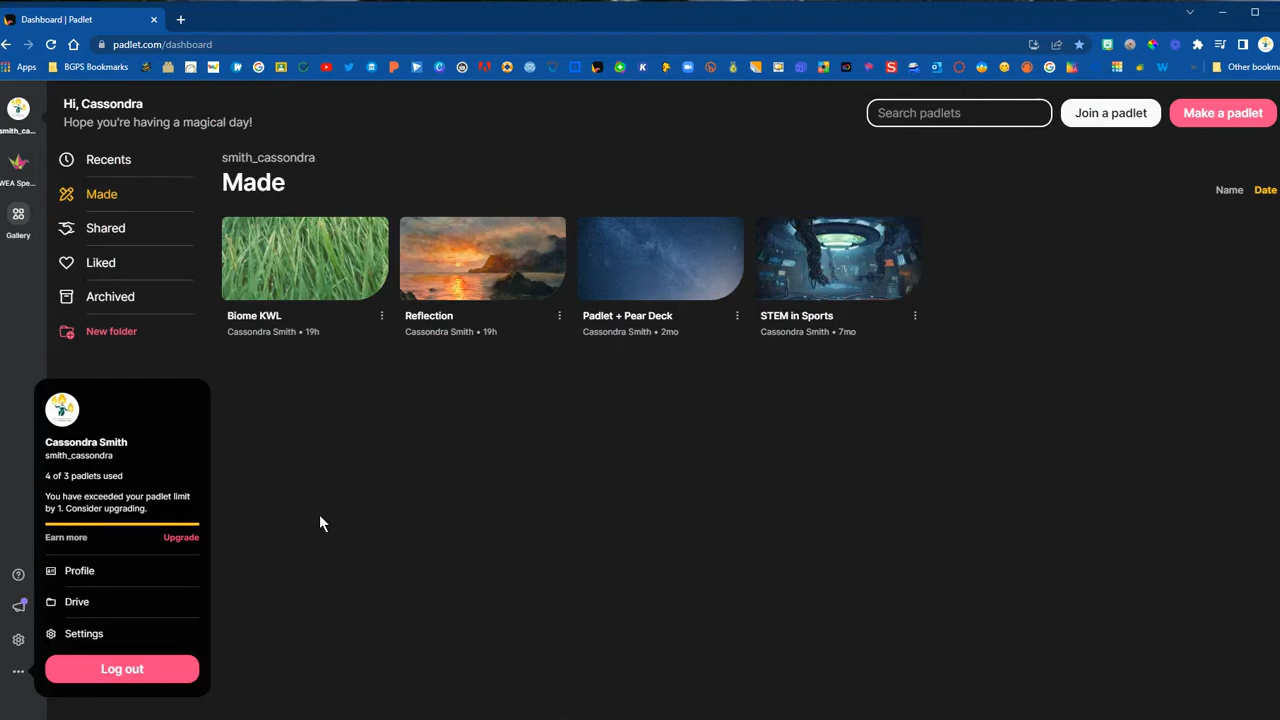 Dashboard | Padlet
padlet.com/dashboard
Apps
BGPS Bookmarks
Other bookma
smith_ca...
WEA Spe...
Gallery
Hi, Cassondra
Hope you're having a magical day!
Search padlets
Join a padlet
Make a padlet
Recents
Made
Shared
Liked
Archived
New folder
smith_cassondra
Made
Name
Date
Biome KWL
Cassondra Smith • 19h
Reflection
Cassondra Smith • 19h
Padlet + Pear Deck
Cassondra Smith • 2mo
STEM in Sports
Cassondra Smith • 7mo
Cassondra Smith
smith_cassondra
4 of 3 padlets used
You have exceeded your padlet limit
by 1. Consider upgrading.
Earn more
Upgrade
Profile
Drive
Settings
Log out